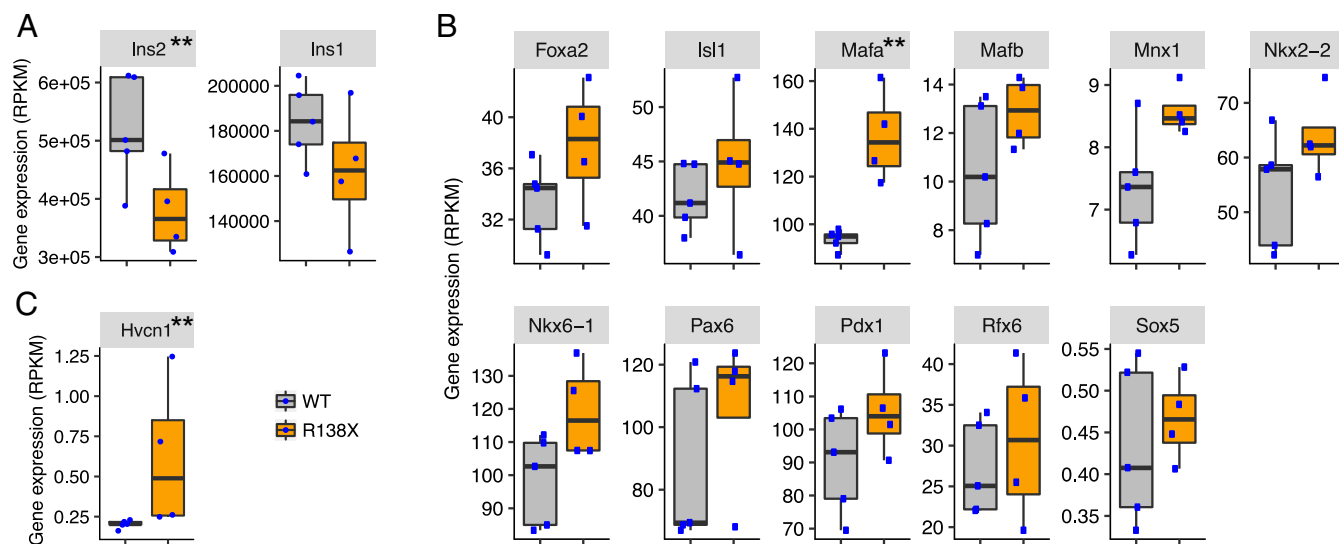 A
Ins2 **
Ins1
Gene expression (RPKM)
6e+05
5e+05
4e+05
3e+05
200000
180000
160000
140000
B
Foxa2
Isl1
Mafa**
Mafb
Mnx1
Nkx2−2
Gene expression (RPKM)
36
32
50
45
40
160
140
120
100
14
12
10
8
9
8
7
70
60
50
C
Hvcn1**
Gene expression (RPKM)
1.25
1.00
0.75
0.50
0.25
WT
R138X
Nkx6−1
Pax6
Pdx1
Rfx6
Sox5
130
120
110
100
90
120
100
80
120
110
100
90
80
70
40
35
30
25
20
0.55
0.50
0.45
0.40
0.35